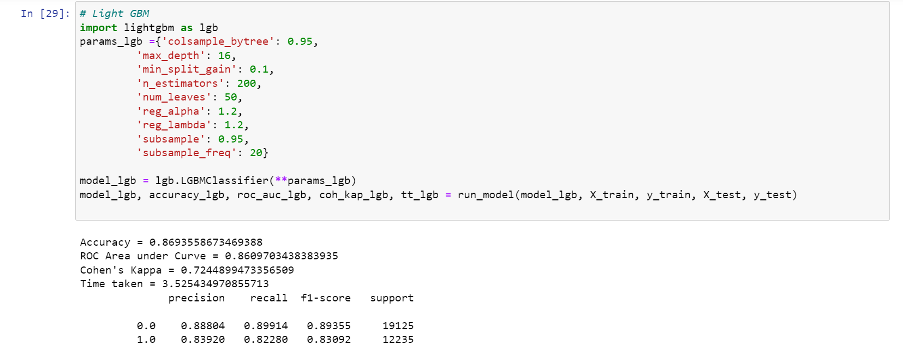 In [29]: # Light GBM
import lightgbm as lgb
params_lgb ={'colsample_bytree': 0.95,
'max_depth': 16,
'min_split_gain': 0.1,
'n_estimators': 200,
'num_leaves': 50,
'reg_alpha': 1.2,
'reg_lambda': 1.2,
'subsample': 0.95,
'subsample_freq': 20}
model_lgb = lgb.LGBMClassifier(**params_lgb)
model_lgb, accuracy_lgb, roc_auc_lgb, coh_kap_lgb, tt_lgb = run_model(model_lgb, X_train, y_train, X_test, y_test)
Accuracy = 0.8693558673469388
ROC Area under Curve = 0.8609703438383935
Cohen's Kappa = 0.7244899473356509
Time taken = 3.525434970855713
precision recall f1-score support
0.0 0.88804 0.89914 0.89355 19125
1.0 0.83920 0.82280 0.83092 12235